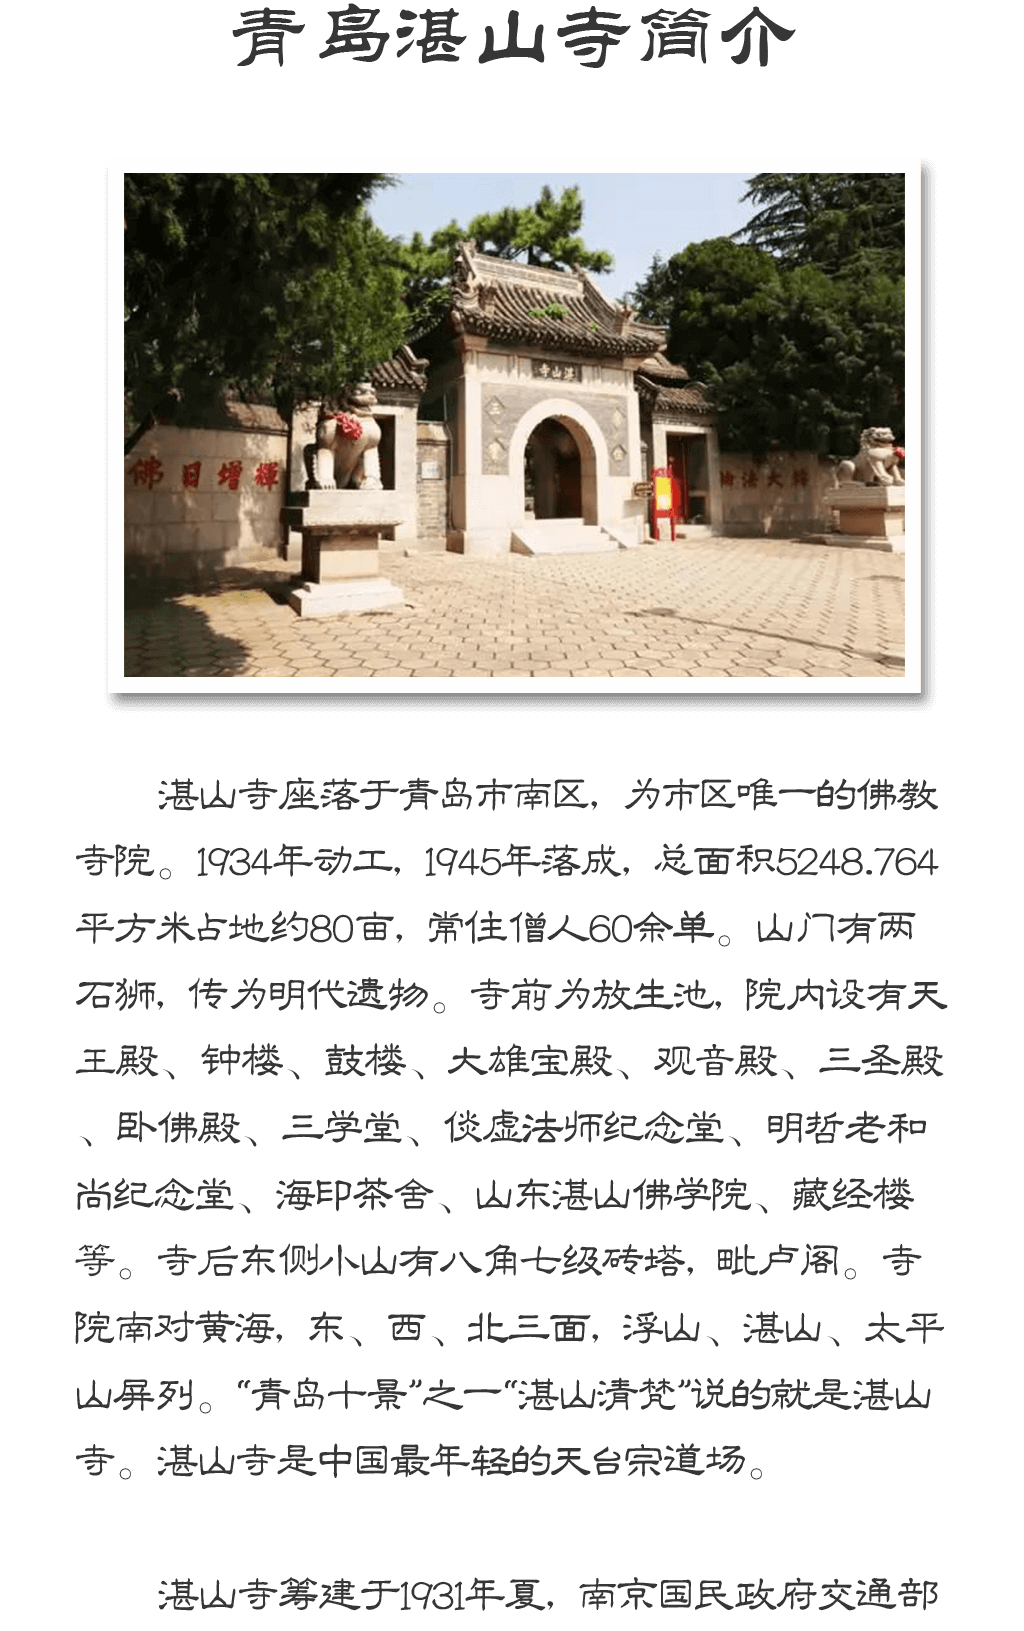 青岛湛山寺简介
寺山湛
佛日增輝
湛山寺座落于青岛市南区，为市区唯一的佛教
寺院。1934年动工，1945年落成，总面积5248.764
平方米占地约80亩，常住僧人60余单。山门有两
石狮，传为明代遗物。寺前为放生池，院内设有天
王殿、钟楼、鼓楼、大雄宝殿、观音殿、三圣殿
、卧佛殿、三学堂、倓虚法师纪念堂、明哲老和
尚纪念堂、海印茶舍、山东湛山佛学院、藏经楼
等。寺后东侧小山有八角七级砖塔，毗卢阁。寺
院南对黄海，东、西、北三面，浮山、湛山、太平
山屏列。“青岛十景”之一“湛山清梵”说的就是湛山
寺。湛山寺是中国最年轻的天台宗道场。
湛山寺筹建于1931年夏，南京国民政府交通部